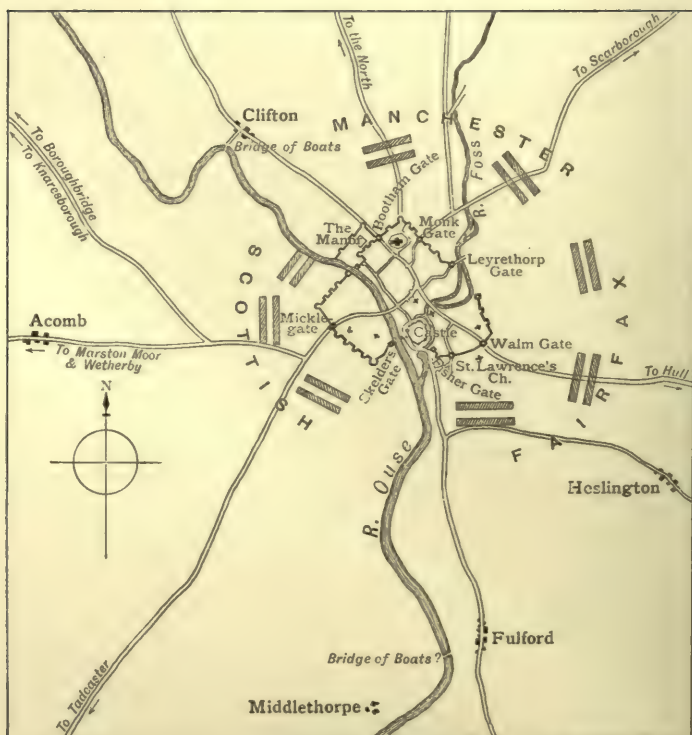 To the North
To Scarborough
Clifton
Bridge of Boats
MANCHESTER
R. Foss
To Boroughbridge
To Knaresborough
Bootham Gate
The Manor
Monk
Gate
Leyrethorp
Gate
SCOTTISH
Mickle-
gate
Castle
Walm Gate
FAIRFAX
Acomb
To Marston Moor
& Wetherby
Skelders
Gate
Fisher Gate
St. Lawrence's
Ch.
To Hull
N
R. Ouse
Heslington
Fulford
Bridge of Boats?
To Tadcaster
Middlethorpe